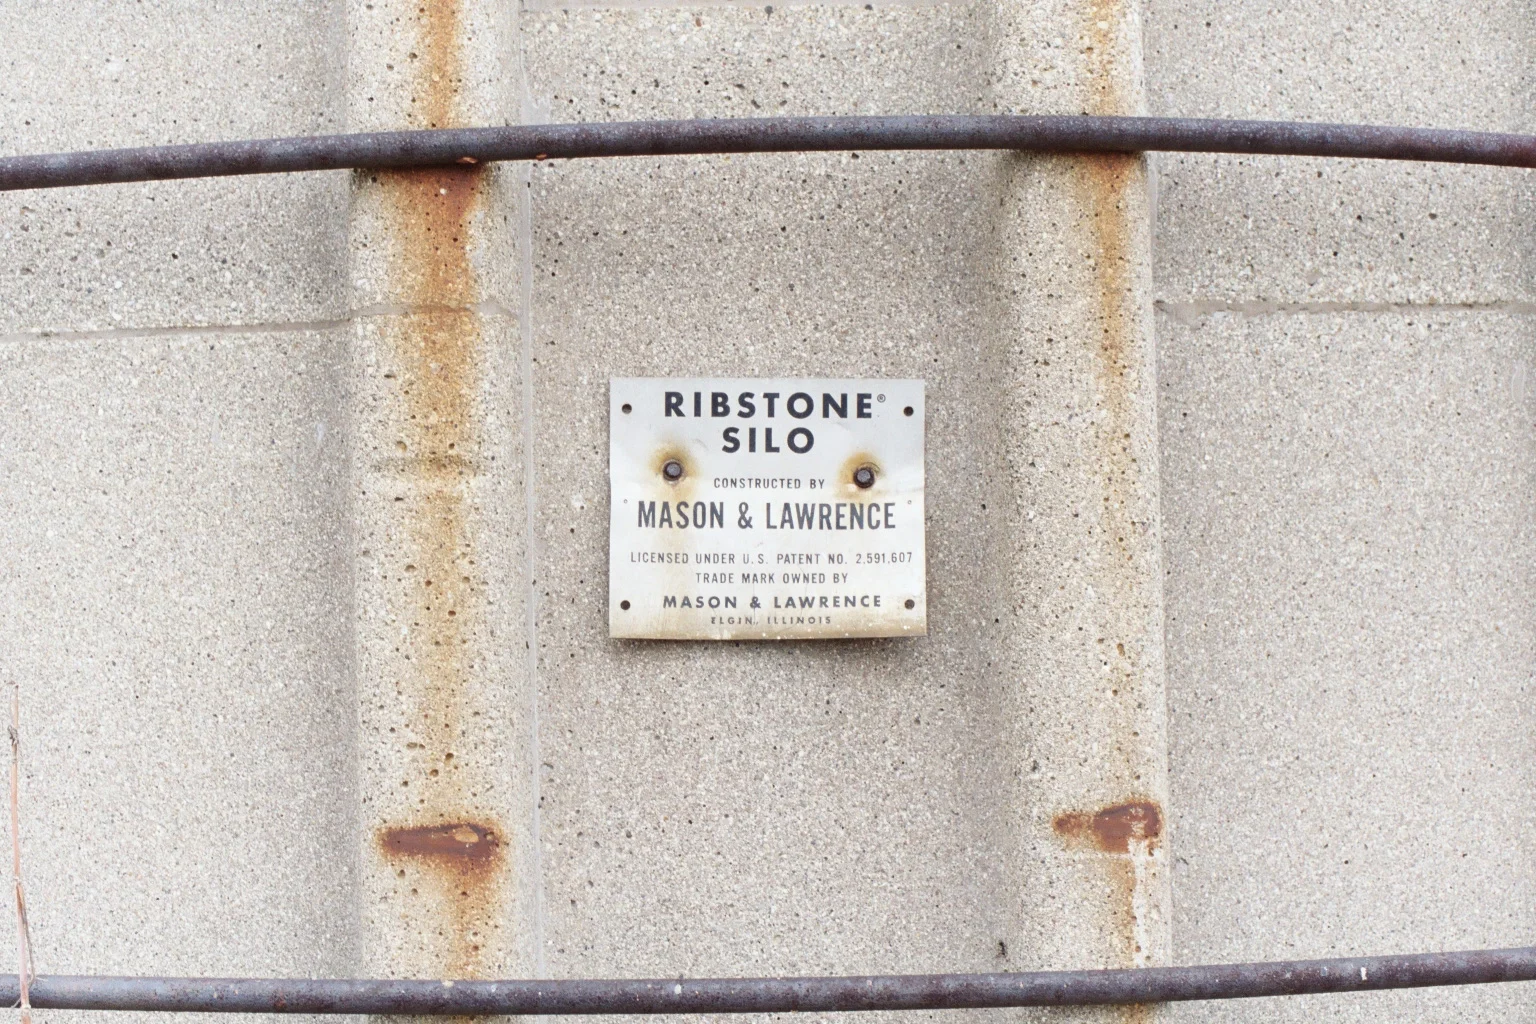 RIBSTONE®
SILO
CONSTRUCTED BY
MASON & LAWRENCE
LICENSED UNDER U.S. PATENT NO. 2,591,607
TRADE MARK OWNED BY
MASON & LAWRENCE
ELGIN, ILLINOIS